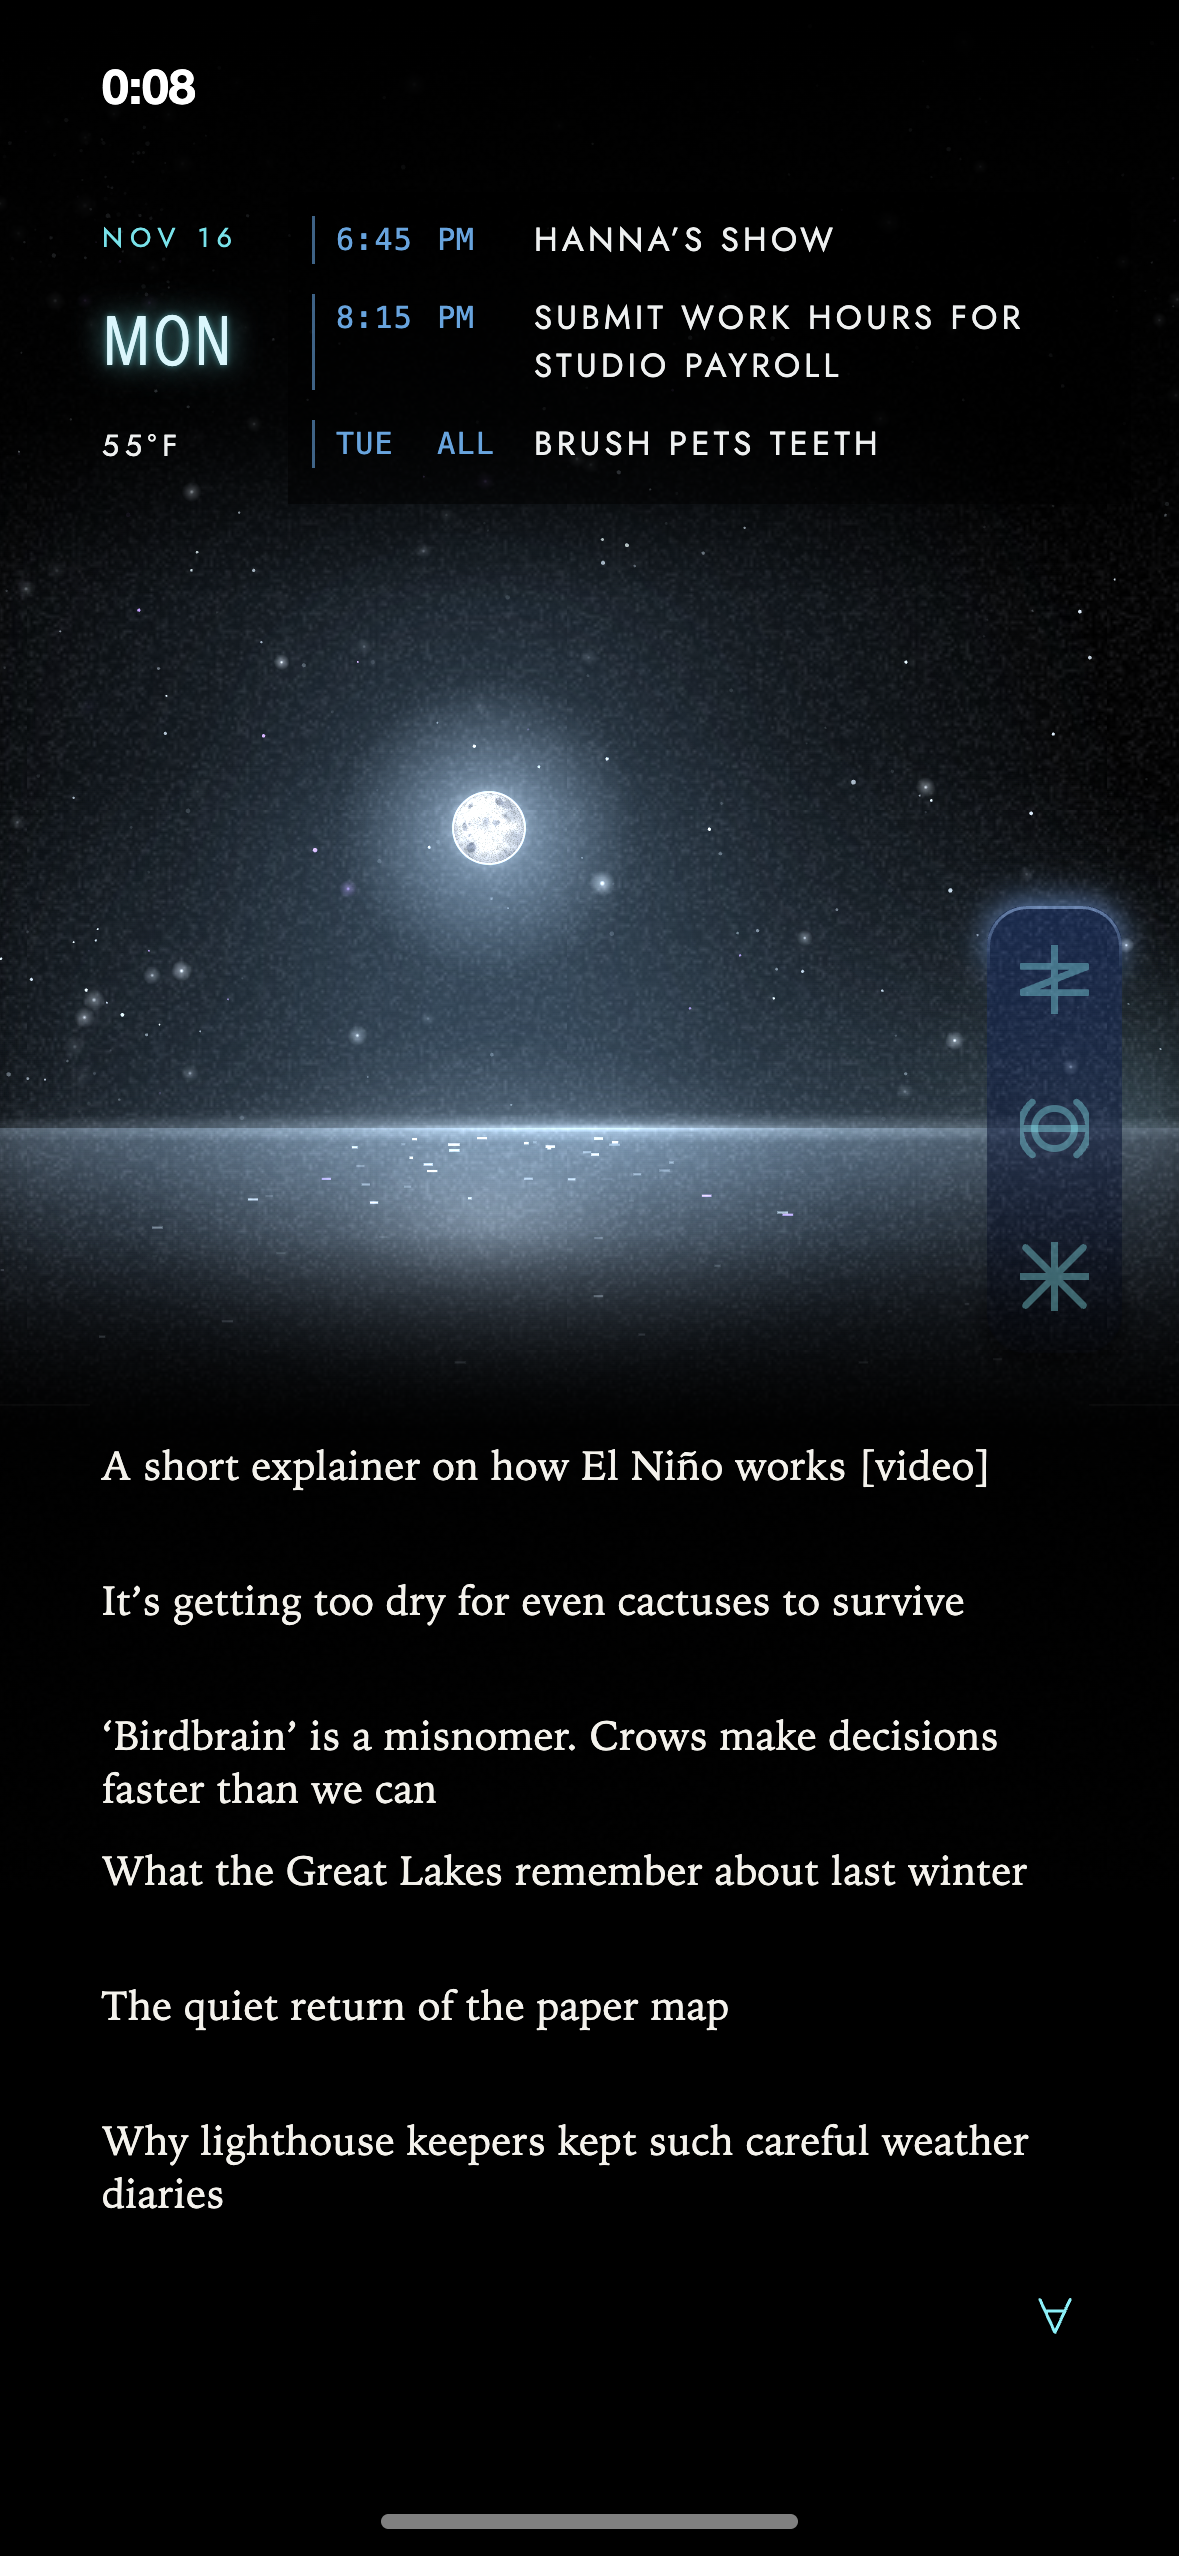 0:08
NOV 16
MON
55°F
6:45 PM HANNA’S SHOW
8:15 PM SUBMIT WORK HOURS FOR
STUDIO PAYROLL
TUE ALL BRUSH PETS TEETH
A short explainer on how El Niño works [video]
It’s getting too dry for even cactuses to survive
‘Birdbrain’ is a misnomer. Crows make decisions
faster than we can
What the Great Lakes remember about last winter
The quiet return of the paper map
Why lighthouse keepers kept such careful weather
diaries